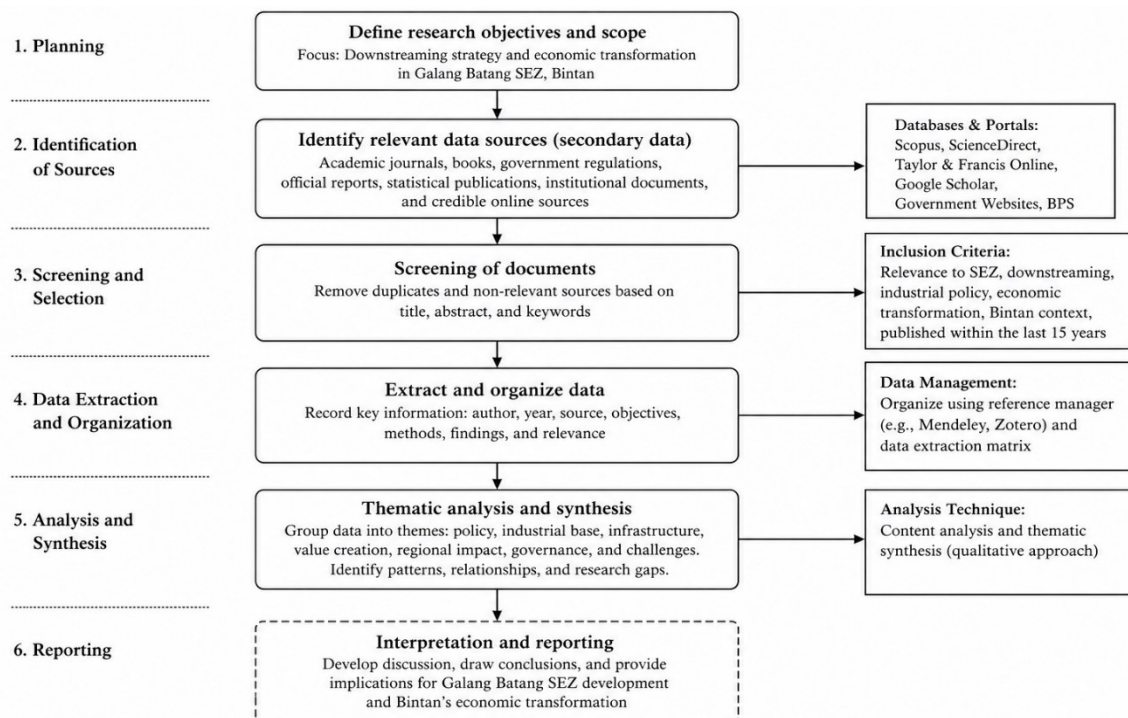 1. Planning
Define research objectives and scope
Focus: Downstreaming strategy and economic transformation
in Galang Batang SEZ, Bintan
2. Identification
of Sources
Identify relevant data sources (secondary data)
Academic journals, books, government regulations,
official reports, statistical publications, institutional documents,
and credible online sources
Databases & Portals:
Scopus, ScienceDirect,
Taylor & Francis Online,
Google Scholar,
Government Websites, BPS
3. Screening and
Selection
Screening of documents
Remove duplicates and non-relevant sources based on
title, abstract, and keywords
Inclusion Criteria:
Relevance to SEZ, downstreaming,
industrial policy, economic
transformation, Bintan context,
published within the last 15 years
4. Data Extraction
and Organization
Extract and organize data
Record key information: author, year, source, objectives,
methods, findings, and relevance
Data Management:
Organize using reference manager
(e.g., Mendeley, Zotero) and
data extraction matrix
5. Analysis and
Synthesis
Thematic analysis and synthesis
Group data into themes: policy, industrial base, infrastructure,
value creation, regional impact, governance, and challenges.
Identify patterns, relationships, and research gaps.
Analysis Technique:
Content analysis and thematic
synthesis (qualitative approach)
6. Reporting
Interpretation and reporting
Develop discussion, draw conclusions, and provide
implications for Galang Batang SEZ development
and Bintan's economic transformation